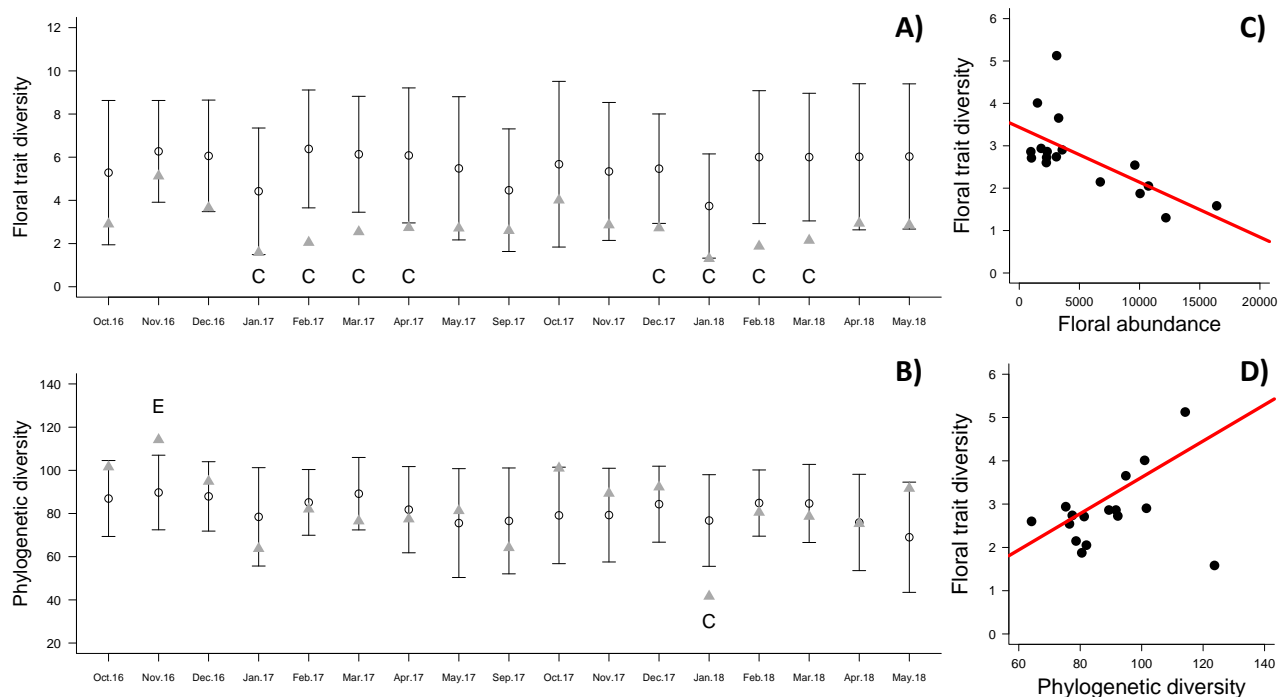 A)
Floral trait diversity
12
10
8
6
4
2
0
C C C C C C C C
Oct.16 Nov.16 Dec.16 Jan.17 Feb.17 Mar.17 Apr.17 May.17 Sep.17 Oct.17 Nov.17 Dec.17 Jan.18 Feb.18 Mar.18 Apr.18 May.18
C)
Floral trait diversity
6
5
4
3
2
1
0
0 5000 10000 15000 20000
Floral abundance
B)
Phylogenetic diversity
140
120
100
80
60
40
20
E
C
Oct.16 Nov.16 Dec.16 Jan.17 Feb.17 Mar.17 Apr.17 May.17 Sep.17 Oct.17 Nov.17 Dec.17 Jan.18 Feb.18 Mar.18 Apr.18 May.18
D)
Floral trait diversity
6
5
4
3
2
1
0
60 80 100 120 140
Phylogenetic diversity